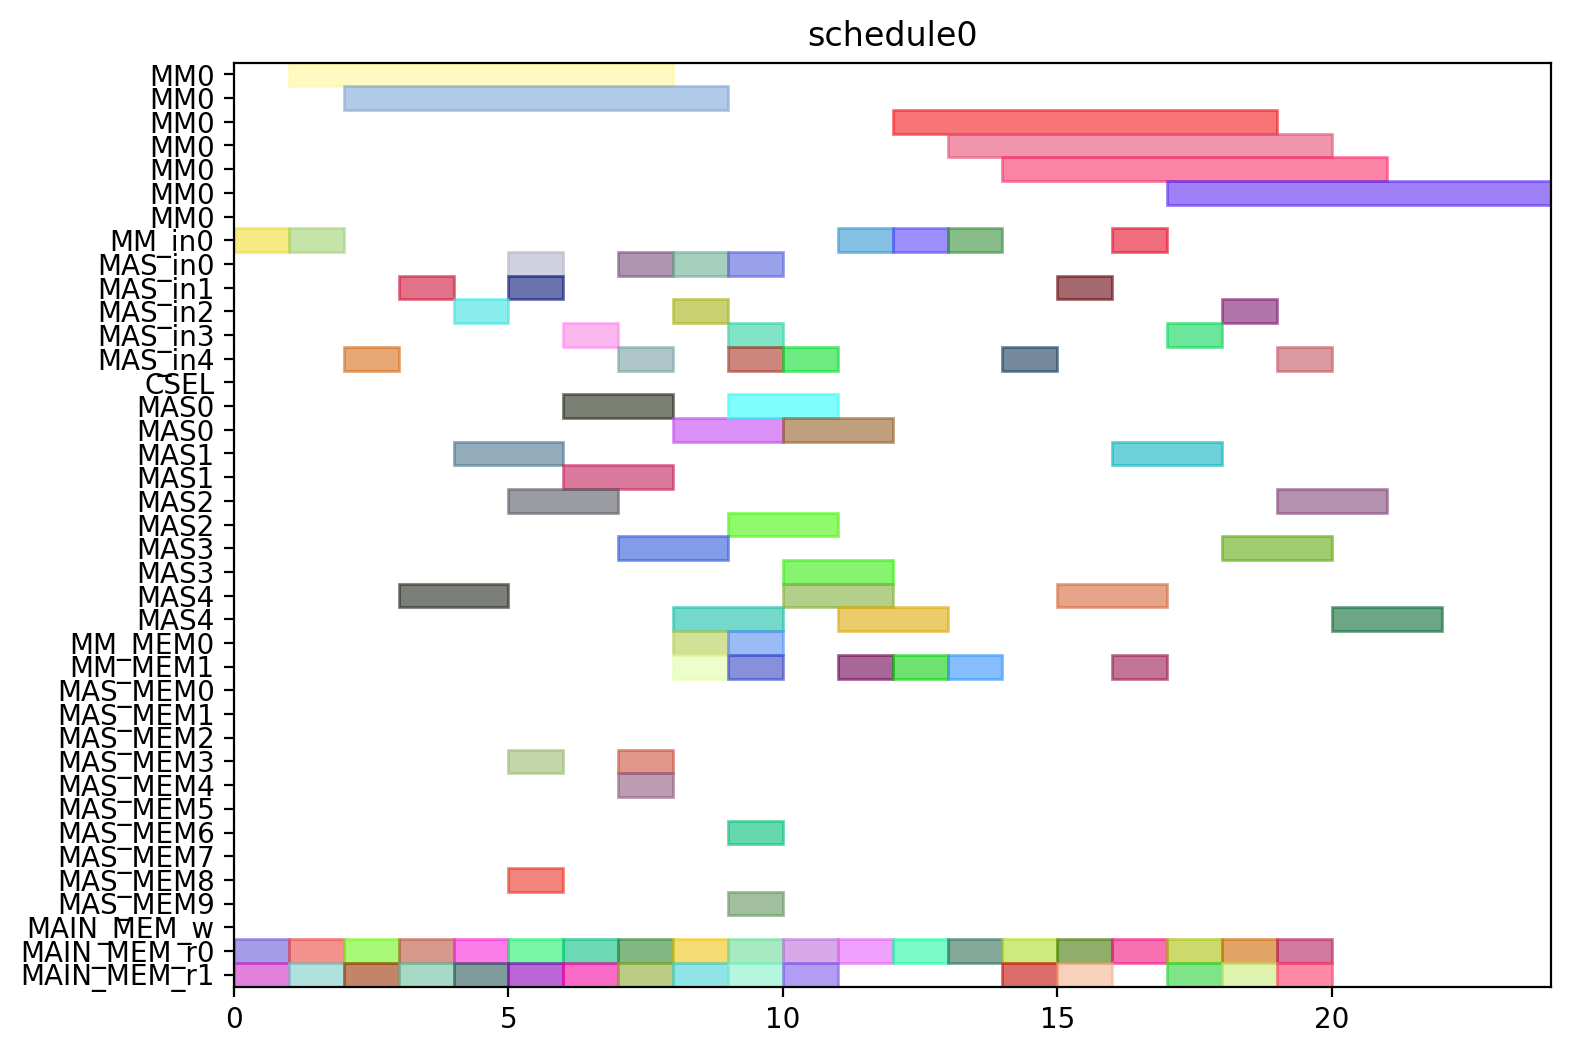 schedule0
MM0
MM0
MM0
MM0
MM0
MM0
MM0
MM_in0
MAS_in0
MAS_in1
MAS_in2
MAS_in3
MAS_in4
CSEL
MAS0
MAS0
MAS1
MAS1
MAS2
MAS2
MAS3
MAS3
MAS4
MAS4
MM_MEM0
MM_MEM1
MAS_MEM0
MAS_MEM1
MAS_MEM2
MAS_MEM3
MAS_MEM4
MAS_MEM5
MAS_MEM6
MAS_MEM7
MAS_MEM8
MAS_MEM9
MAIN_MEM_w
MAIN_MEM_r0
MAIN_MEM_r1
0 5 10 15 20